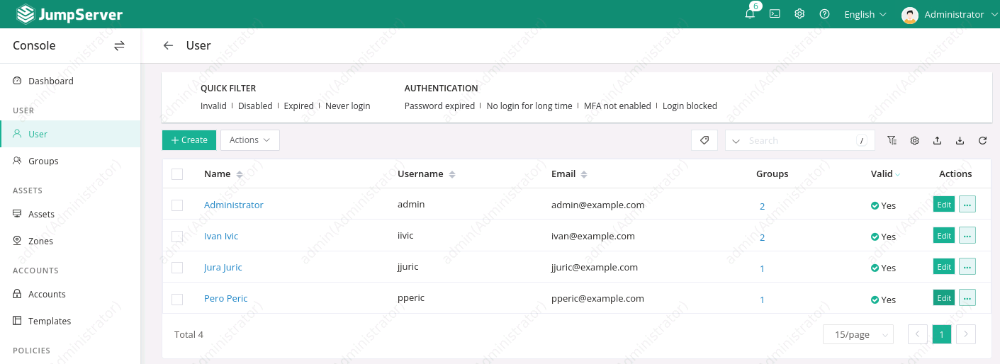 JumpServer
6
English
Administrator
Console
User
Dashboard
USER
User
Groups
ASSETS
Assets
Zones
ACCOUNTS
Accounts
Templates
POLICIES
QUICK FILTER
Invalid | Disabled | Expired | Never login
AUTHENTICATION
Password expired | No login for long time | MFA not enabled | Login blocked
+ Create
Actions
Search
/
Name Username Email Groups Valid Actions
Administrator admin admin@example.com 2 Yes Edit ...
Ivan Ivic iivic ivan@example.com 2 Yes Edit ...
Jura Juric jjuric jjuric@example.com 1 Yes Edit ...
Pero Peric pperic pperic@example.com 1 Yes Edit ...
Total 4
15/page
1
admin(Administrator)